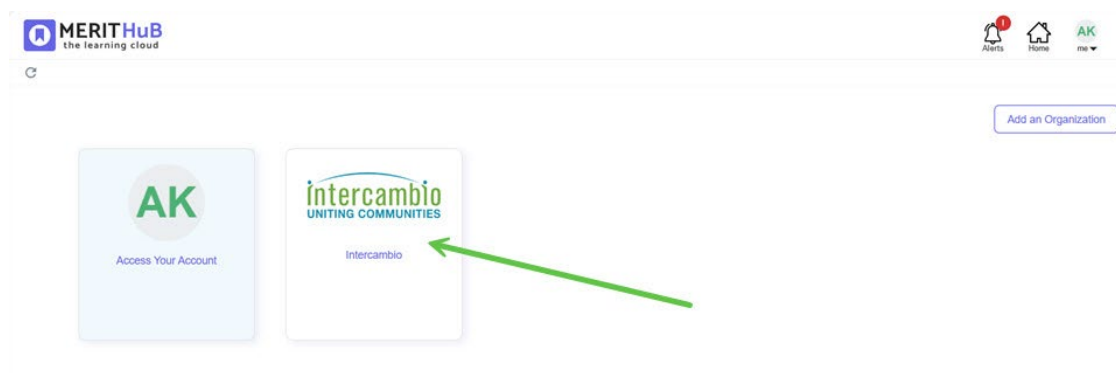 MERITHUB
the learning cloud
1
Alerts
Home
AK
me
Add an Organization
AK
Access Your Account
intercambio
UNITING COMMUNITIES
Intercambio